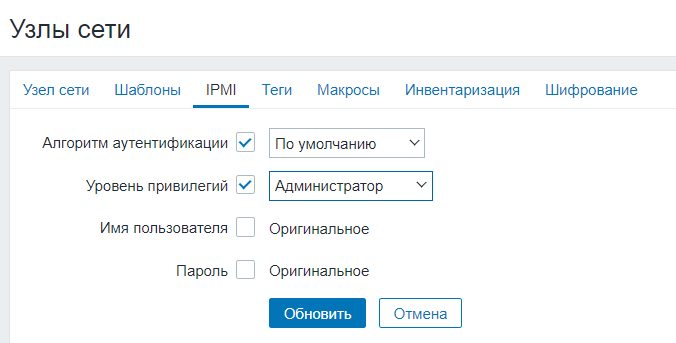 Узлы сети
Узел сети Шаблоны IPMI Теги Макросы Инвентаризация Шифрование
Алгоритм аутентификации По умолчанию
Уровень привилегий Администратор
Имя пользователя Оригинальное
Пароль Оригинальное
Обновить Отмена